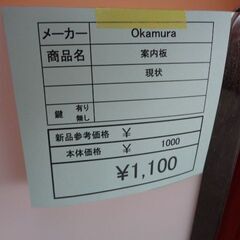 メーカー Okamura
商品名 案内板
現状
鍵 有り
無し
新品参考価格 ¥
本体価格 ¥ 1000
¥1,100